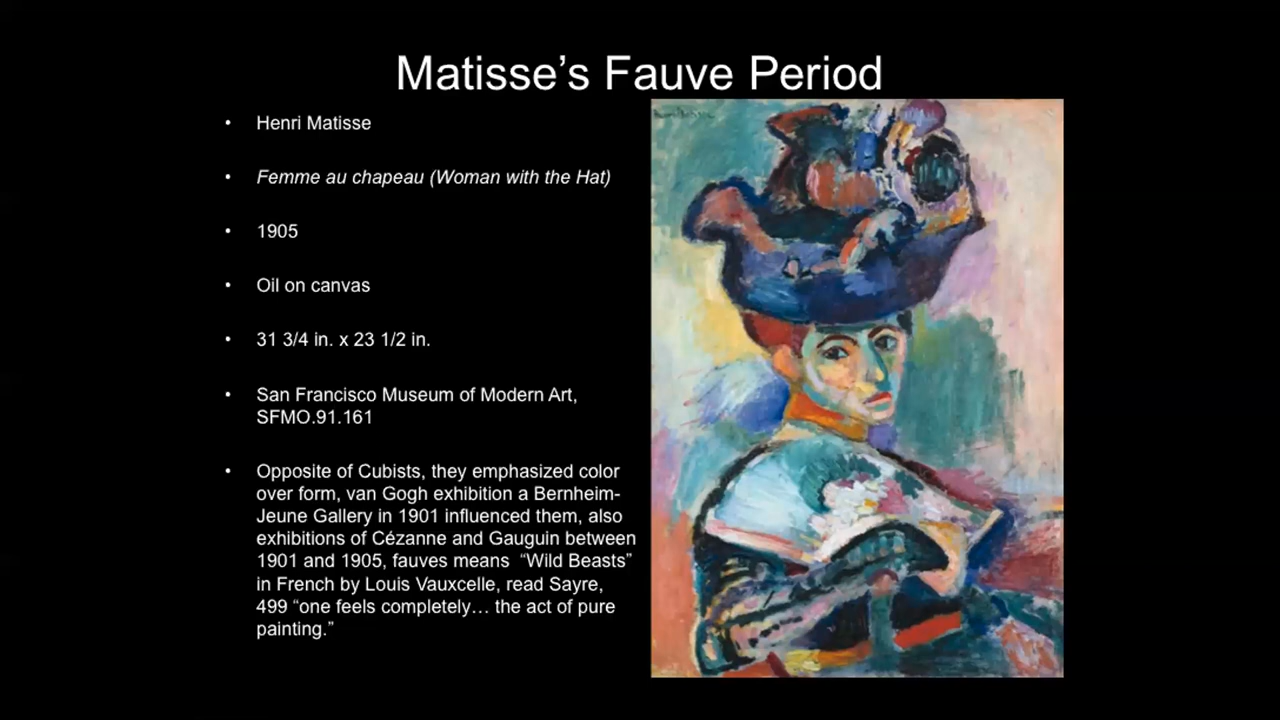 Matisse’s Fauve Period
• Henri Matisse
• Femme au chapeau (Woman with the Hat)
• 1905
• Oil on canvas
• 31 3/4 in. x 23 1/2 in.
• San Francisco Museum of Modern Art,
SFMO.91.161
• Opposite of Cubists, they emphasized color
over form, van Gogh exhibition a Bernheim-
Jeune Gallery in 1901 influenced them, also
exhibitions of Cézanne and Gauguin between
1901 and 1905, fauves means  “Wild Beasts”
in French by Louis Vauxcelle, read Sayre,
499 “one feels completely… the act of pure
painting.”